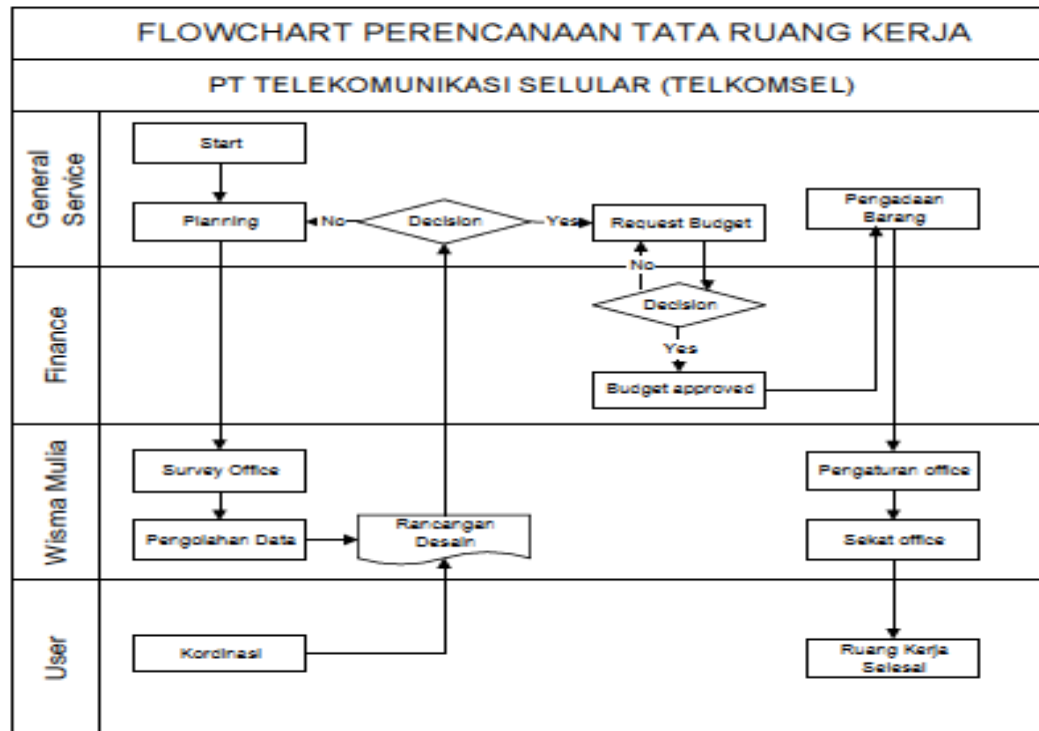 FLOWCHART PERENCANAAN TATA RUANG KERJA
PT TELEKOMUNIKASI SELULAR (TELKOMSEL)
General
Service
Start
Planning
No
Decision
Yes
Request Budget
Pengadaan
Barang
Finance
No
Decision
Yes
Budget approved
Wisma Mulia
Survey Office
Pengolahan Data
Rancangan
Desain
Pengaturan office
Sekat office
User
Kordinasi
Ruang Kerja
Selesai